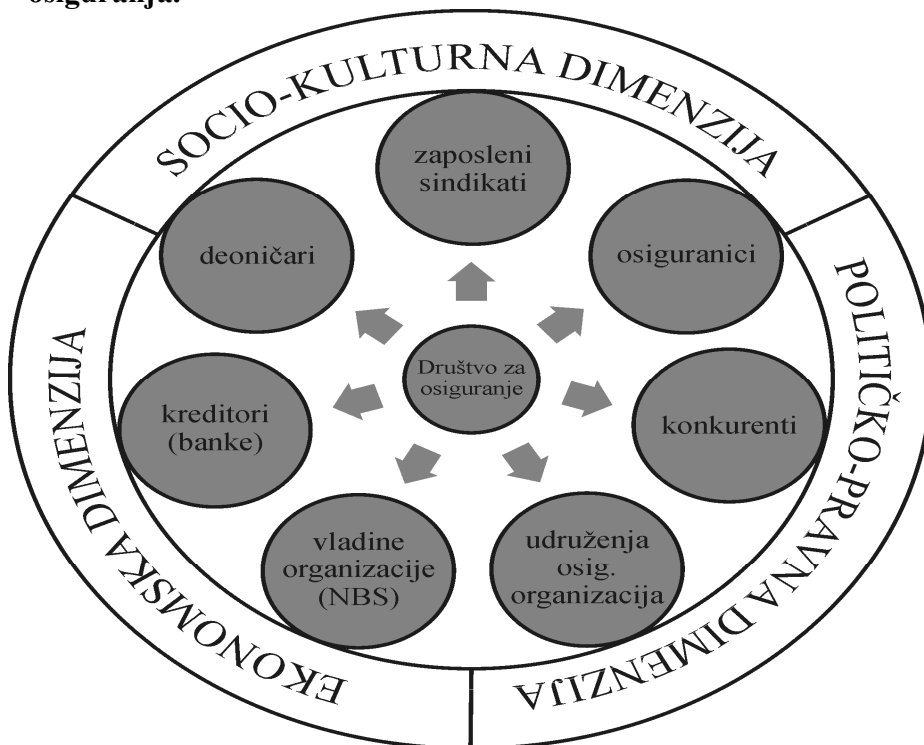 osiguranja.
SOCIO-KULTURNA DIMENZIJA
zaposleni
sindikati
deoničari
osiguranici
POLITIČKO-PRAVNA DIMENZIJA
EKONOMSKA DIMENZIJA
Društvo za
osiguranje
kreditori
(banke)
konkurenti
vladine
organizacije
(NBS)
udruženja
osig.
organizacija